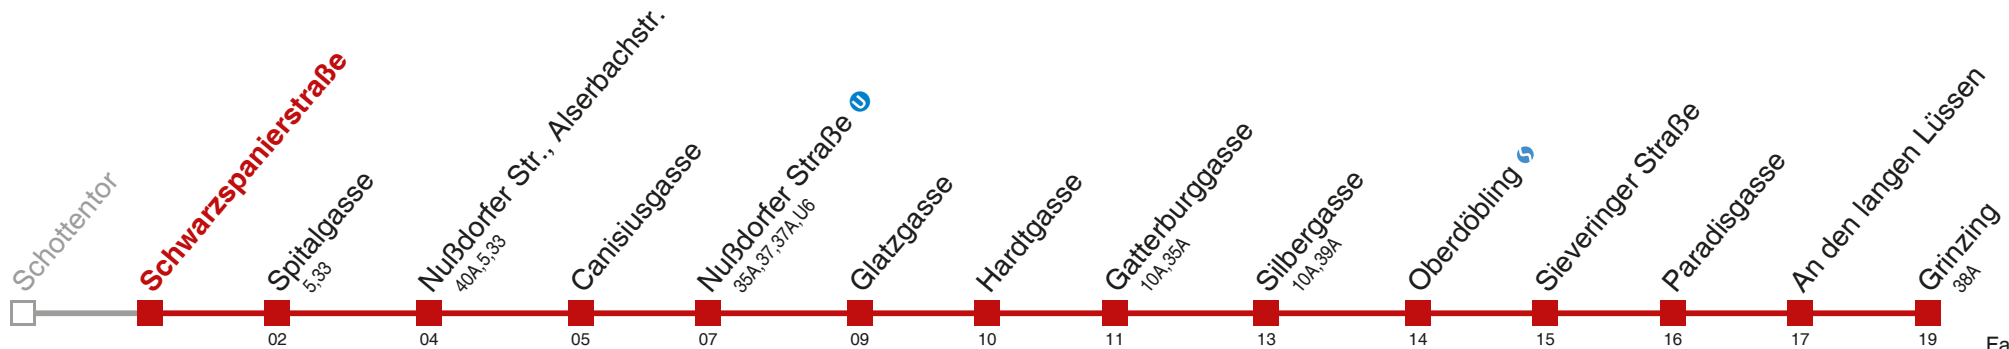 Schottentor
Schwarzspanierstraße
Spitalgasse
5,33
Nußdorfer Str., Alserbachstr.
40A,5,33
Canisiusgasse
Nußdorfer Straße U
35A,37,37A,U6
Glatzgasse
Hardtgasse
Gatterburggasse
10A,35A
Silbergasse
10A,39A
Oberdöbling S
Sieveringer Straße
Paradisgasse
An den langen Lüssen
Grinzing
38A
02 04 05 07 09 10 11 13 14 15 16 17 19
Fa